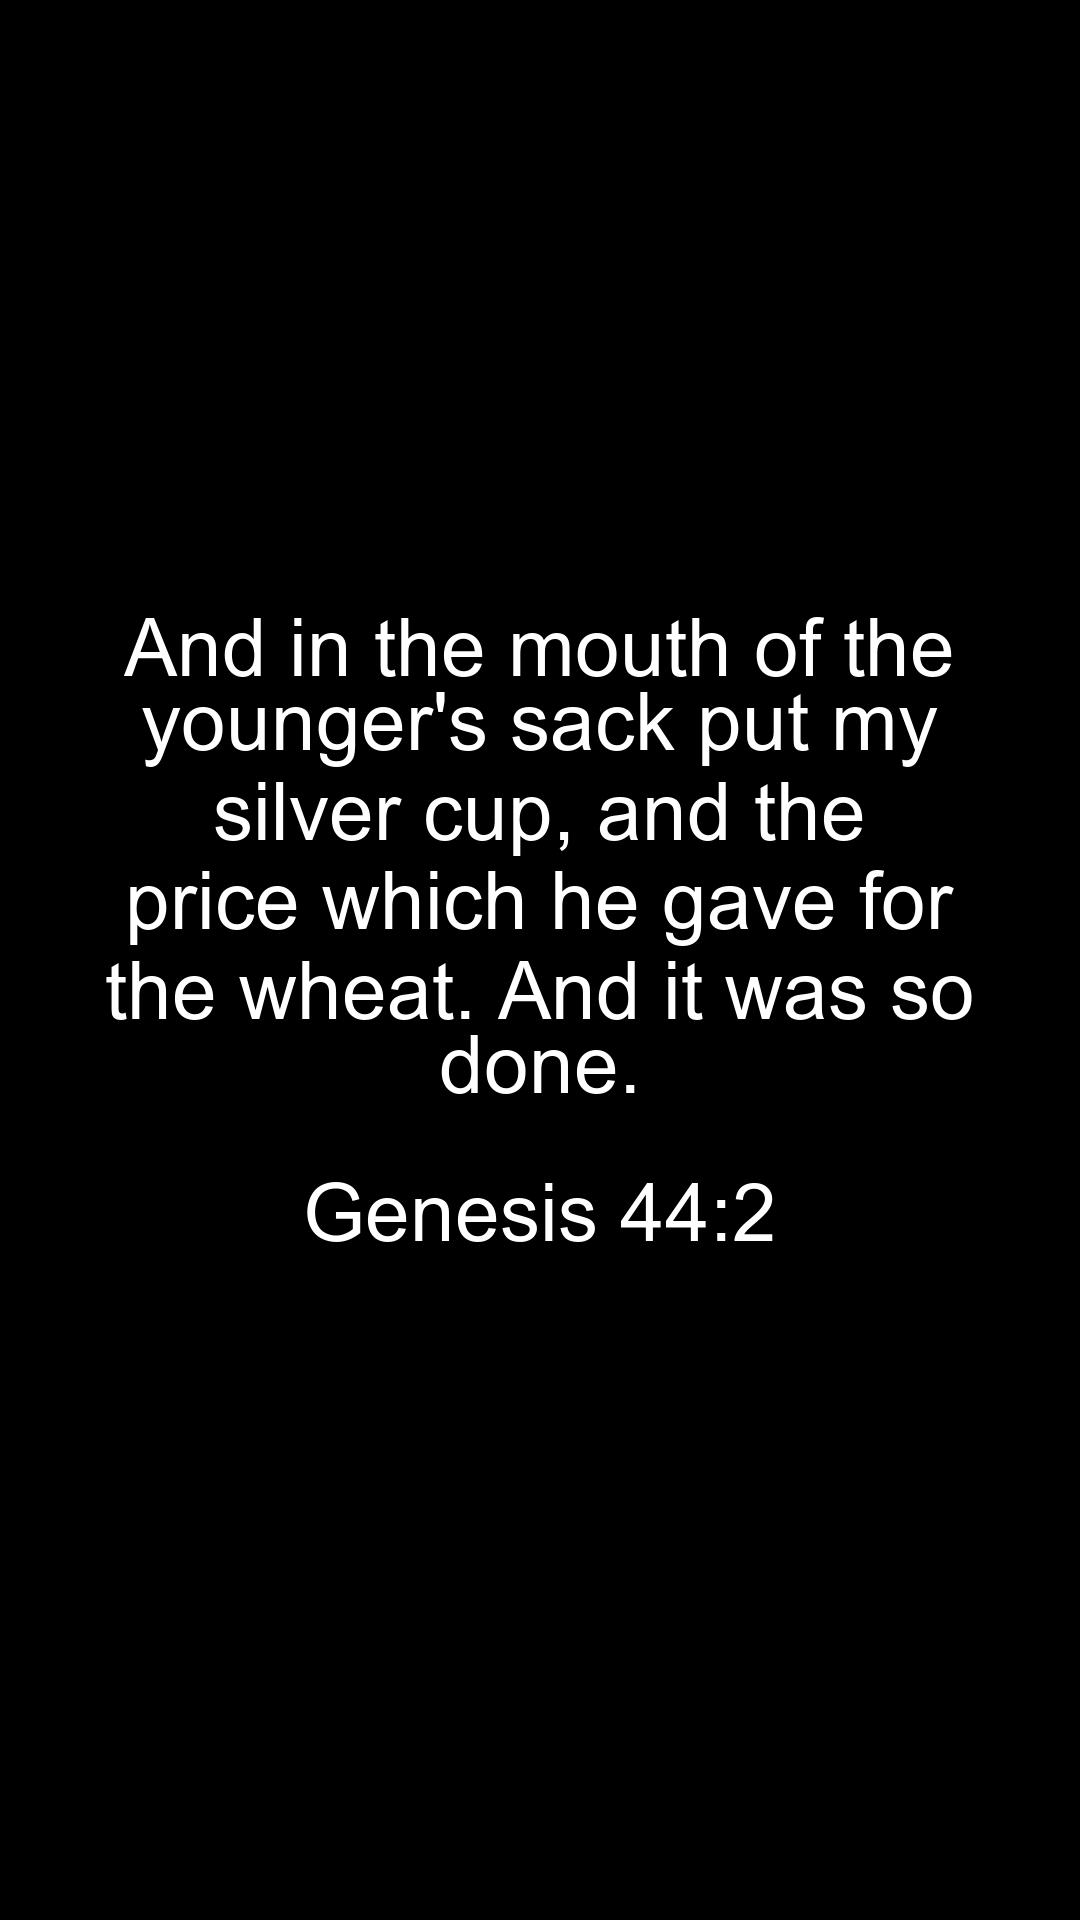 And in the mouth of the
younger's sack put my
silver cup, and the
price which he gave for
the wheat. And it was so
done.
Genesis 44:2